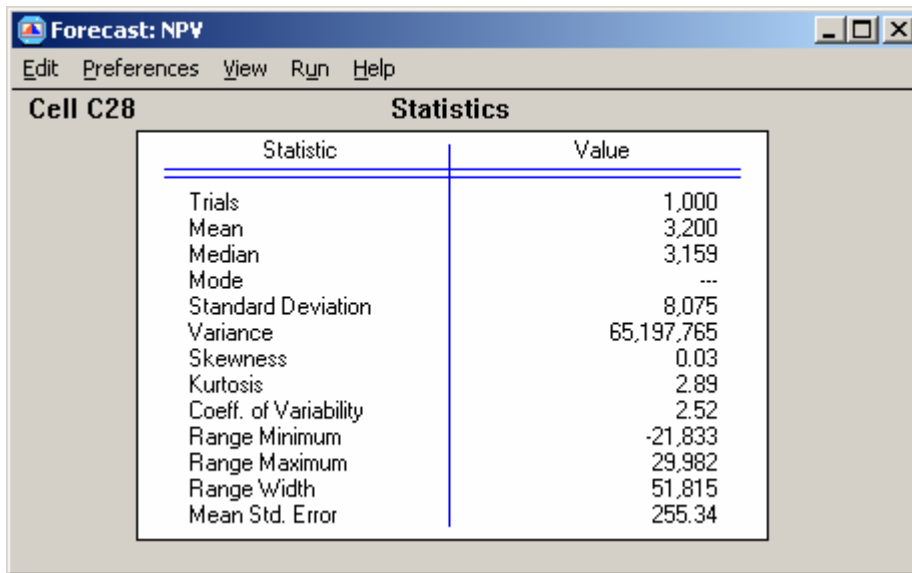 Forecast: NPV
Edit Preferences View Run Help
Cell C28 Statistics
Statistic Value
Trials 1,000
Mean 3,200
Median 3,159
Mode ---
Standard Deviation 8,075
Variance 65,197,765
Skewness 0.03
Kurtosis 2.89
Coeff. of Variability 2.52
Range Minimum -21,833
Range Maximum 29,982
Range Width 51,815
Mean Std. Error 255.34